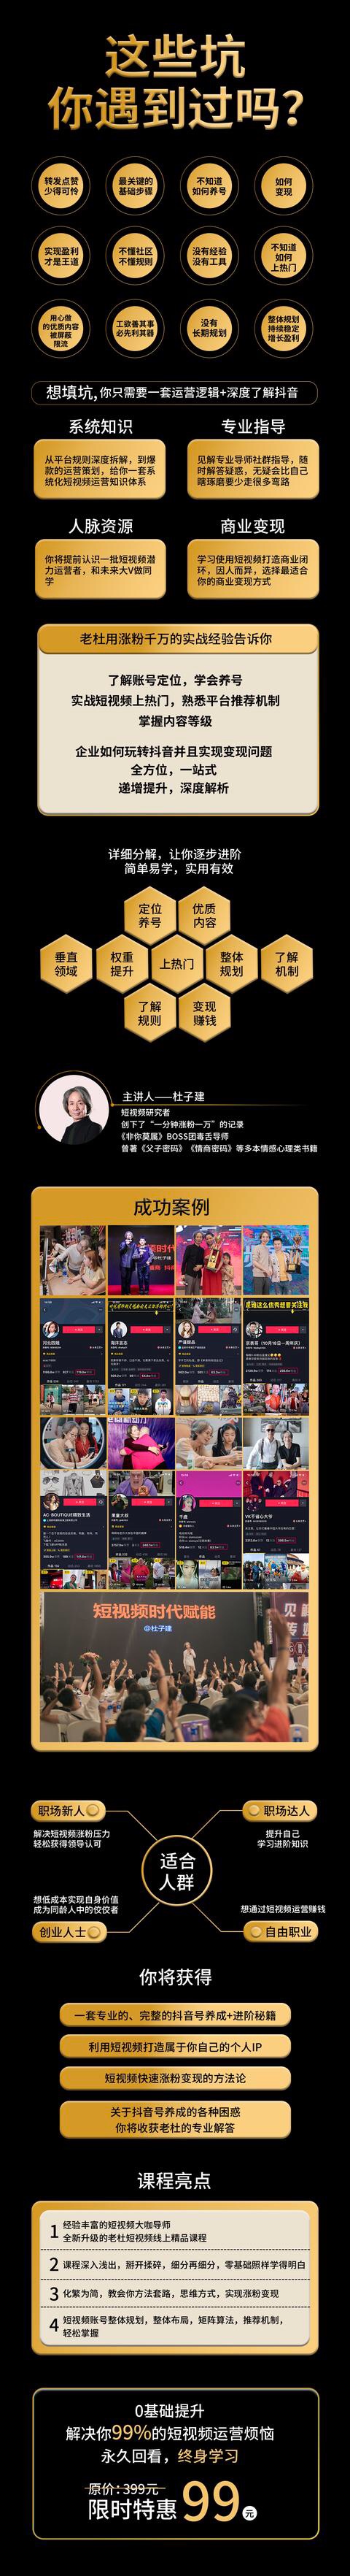 这些坑
你遇到过吗？
转发点赞
少得可怜
最关键的
基础步骤
不知道
如何养号
如何
变现
实现盈利
才是王道
不懂社区
不懂规则
没有经验
没有工具
不知道
如何
上热门
用心做
的优质内容
被屏蔽
限流
工欲善其事
必先利其器
没有
长期规划
整体规划
持续稳定
增长盈利
想填坑，你只需要一套运营逻辑+深度了解抖音
系统知识
从平台规则深度拆解，到爆
款的运营策划，给你一套系
统化短视频运营知识体系
专业指导
见解专业导师社群指导，随
时解答疑惑，无疑会比自己
瞎琢磨要少走很多弯路
人脉资源
你将提前认识一批短视频潜
力运营者，和未来大V做同
学
商业变现
学习使用短视频打造商业闭
环，因人而异，选择最适合
你的商业变现方式
老杜用涨粉千万的实战经验告诉你
了解账号定位，学会养号
实战短视频上热门，熟悉平台推荐机制
掌握内容等级
企业如何玩转抖音并且实现变现问题
全方位，一站式
递增提升，深度解析
详细分解，让你逐步进阶
简单易学，实用有效
定位
养号
优质
内容
垂直
领域
权重
提升
上热门
整体
规划
了解
机制
了解
规则
变现
赚钱
主讲人——杜子建
短视频研究者
创下了“一分钟涨粉一万”的记录
《非你莫属》BOSS团毒舌导师
曾著《父子密码》《情商密码》等多本情感心理类书籍
成功案例
短视频时代赋能
@杜子建
职场新人
解决短视频涨粉压力
轻松获得领导认可
职场达人
提升自己
学习进阶知识
适合
人群
想低成本实现自身价值
成为同龄人中的佼佼者
创业人士
想通过短视频运营赚钱
自由职业
你将获得
一套专业的、完整的抖音号养成+进阶秘籍
利用短视频打造属于你自己的个人IP
短视频快速涨粉变现的方法论
关于抖音号养成的各种困惑
你将收获老杜的专业解答
课程亮点
1 经验丰富的短视频大咖导师
全新升级的老杜短视频线上精品课程
2 课程深入浅出，掰开揉碎，细分再细分，零基础照样学得明白
3 化繁为简，教会你方法套路，思维方式，实现涨粉变现
4 短视频账号整体规划，整体布局，矩阵算法，推荐机制，
轻松掌握
0基础提升
解决你99%的短视频运营烦恼
永久回看，终身学习
原价：399元
限时特惠 99元